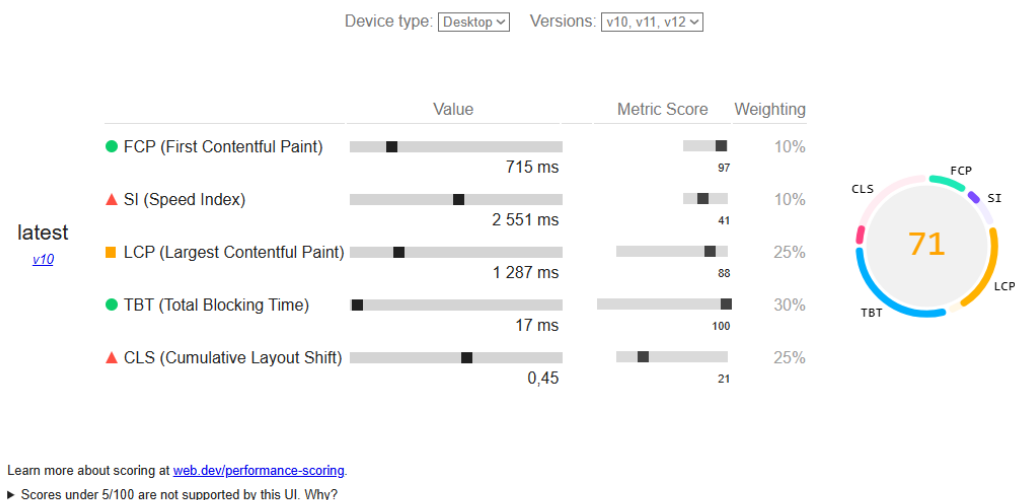 Device type: Desktop Versions: v10, v11, v12
Value Metric Score Weighting
FCP (First Contentful Paint) 10%
715 ms 97
SI (Speed Index) 10%
2 551 ms 41
latest
v10
LCP (Largest Contentful Paint) 25%
1 287 ms 88
TBT (Total Blocking Time) 30%
17 ms 100
CLS (Cumulative Layout Shift) 25%
0,45 21
FCP
SI
CLS
71
LCP
TBT
Learn more about scoring at web.dev/performance-scoring.
Scores under 5/100 are not supported by this UI. Why?